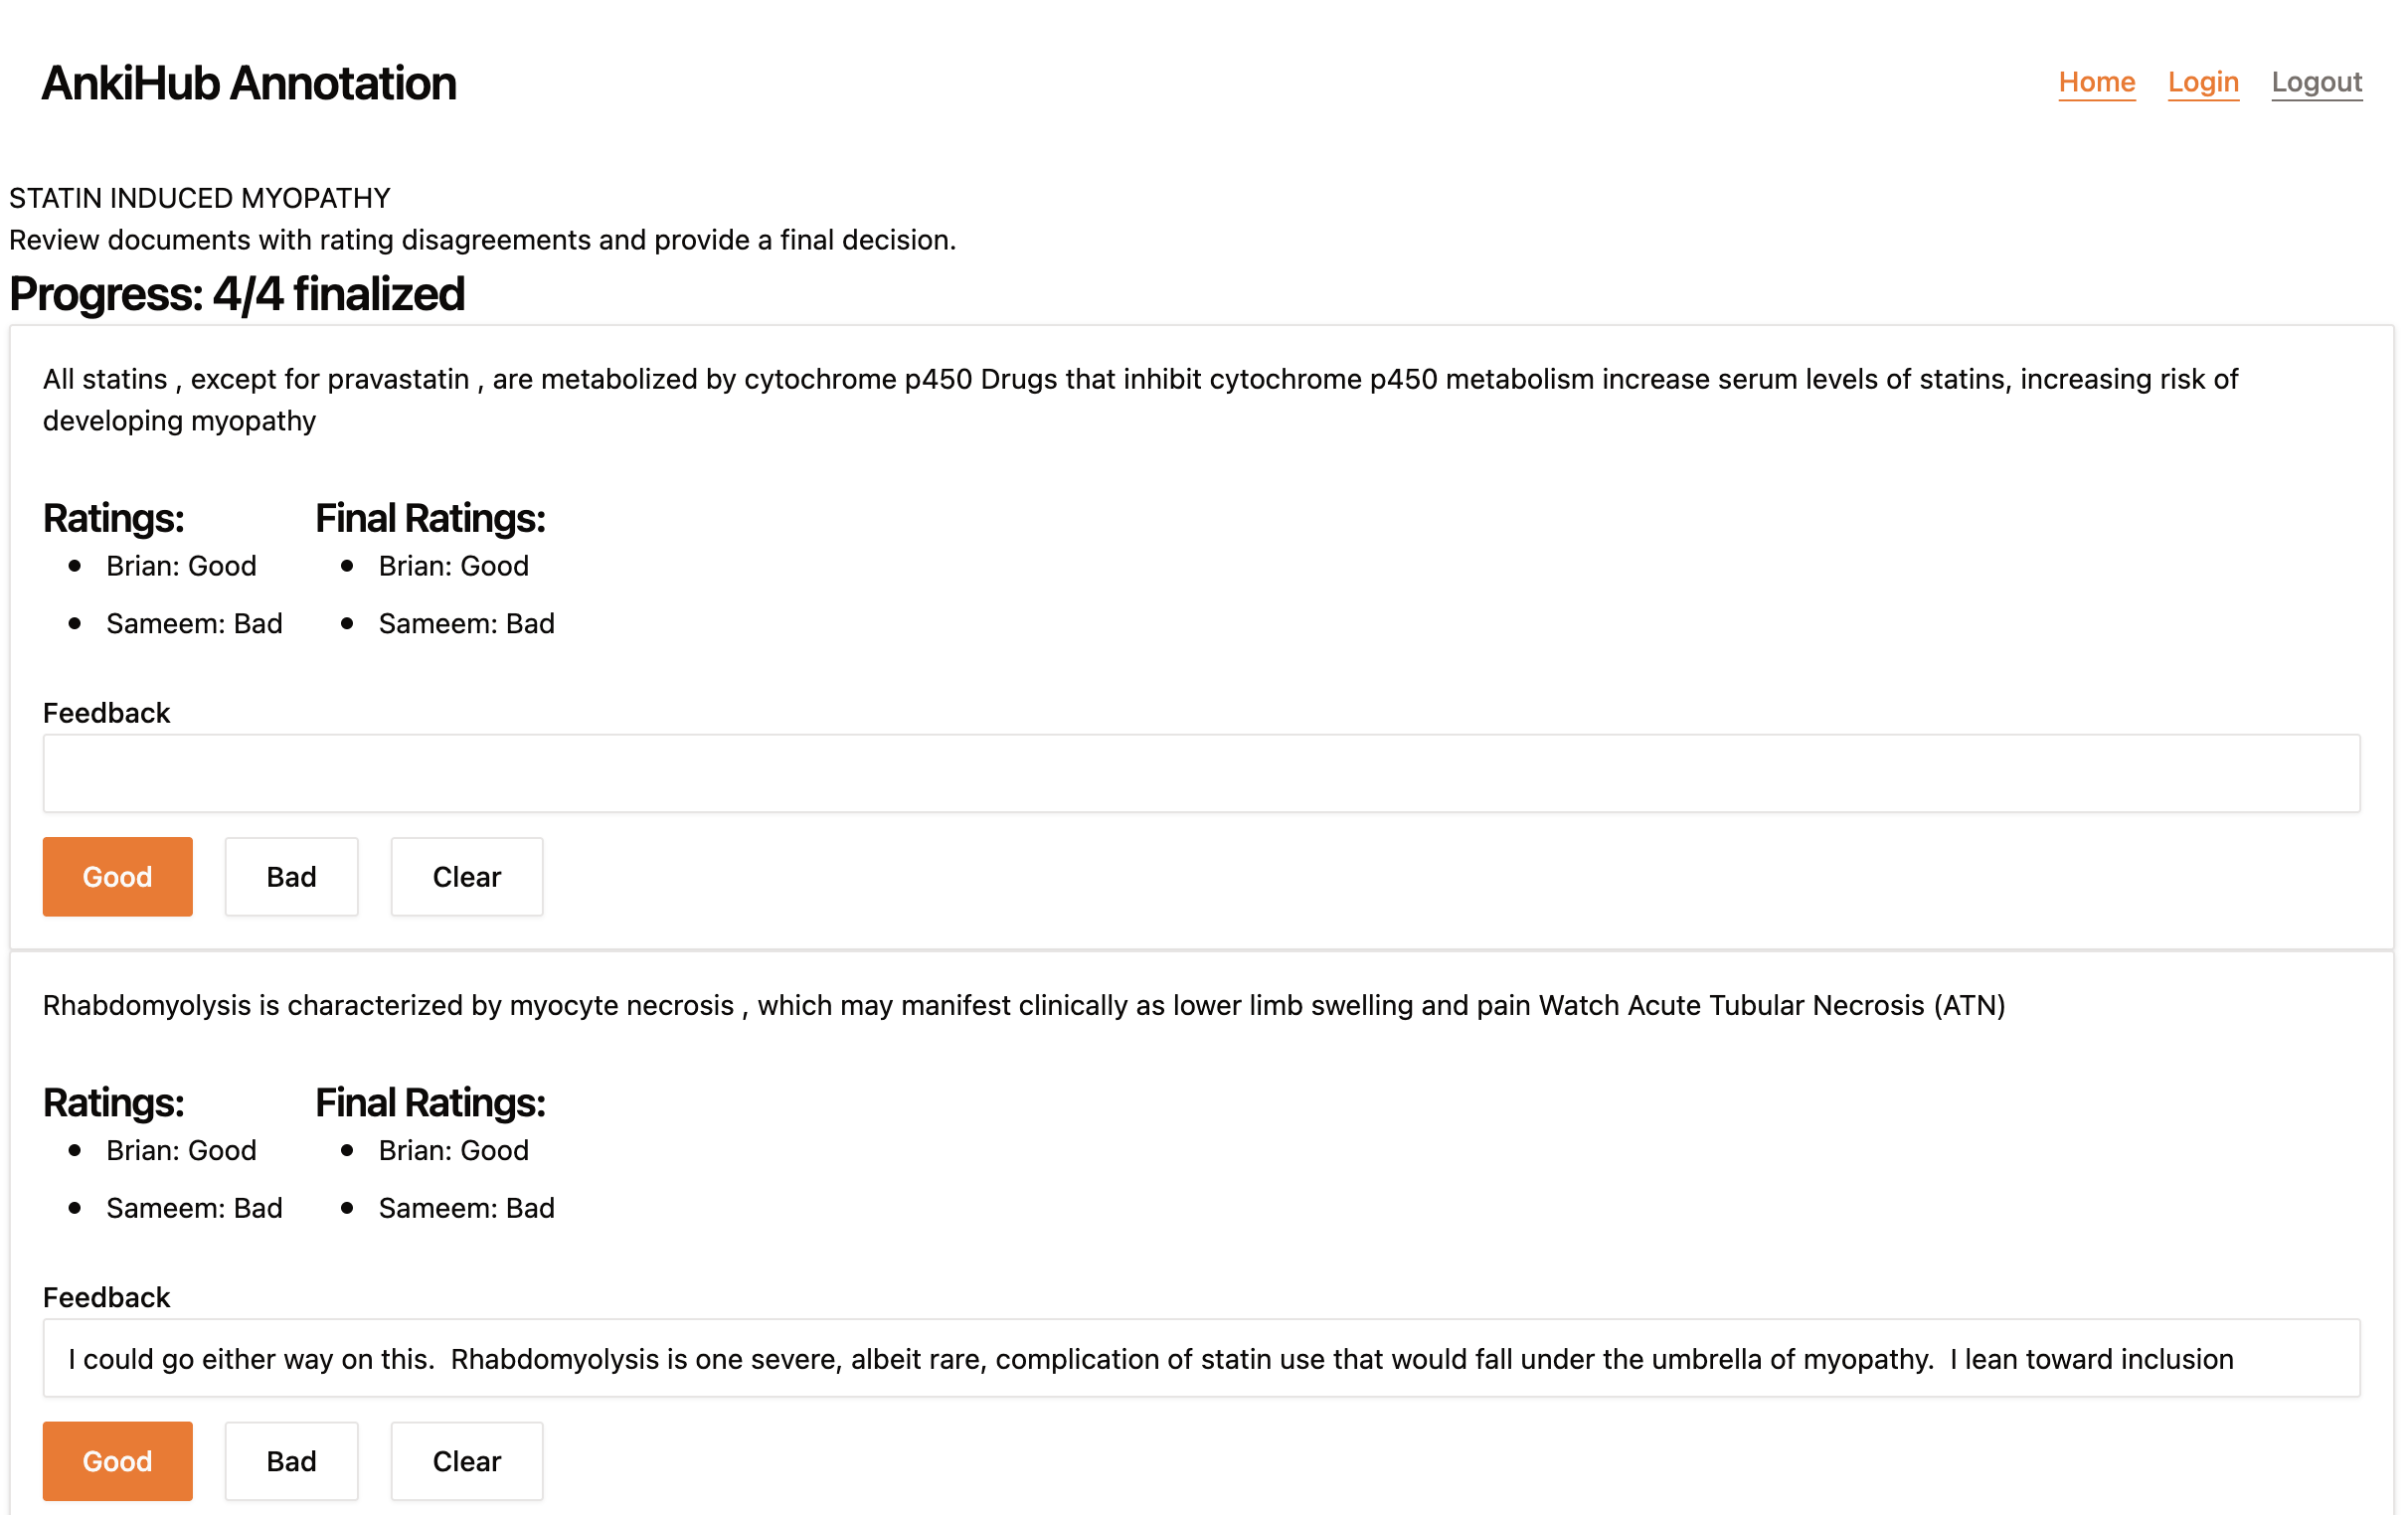 AnkiHub Annotation
Home Login Logout
STATIN INDUCED MYOPATHY
Review documents with rating disagreements and provide a final decision.
Progress: 4/4 finalized
All statins , except for pravastatin , are metabolized by cytochrome p450 Drugs that inhibit cytochrome p450 metabolism increase serum levels of statins, increasing risk of
developing myopathy
Ratings: Final Ratings:
• Brian: Good • Brian: Good
• Sameem: Bad • Sameem: Bad
Feedback
Good Bad Clear
Rhabdomyolysis is characterized by myocyte necrosis , which may manifest clinically as lower limb swelling and pain Watch Acute Tubular Necrosis (ATN)
Ratings: Final Ratings:
• Brian: Good • Brian: Good
• Sameem: Bad • Sameem: Bad
Feedback
I could go either way on this.  Rhabdomyolysis is one severe, albeit rare, complication of statin use that would fall under the umbrella of myopathy.  I lean toward inclusion
Good Bad Clear